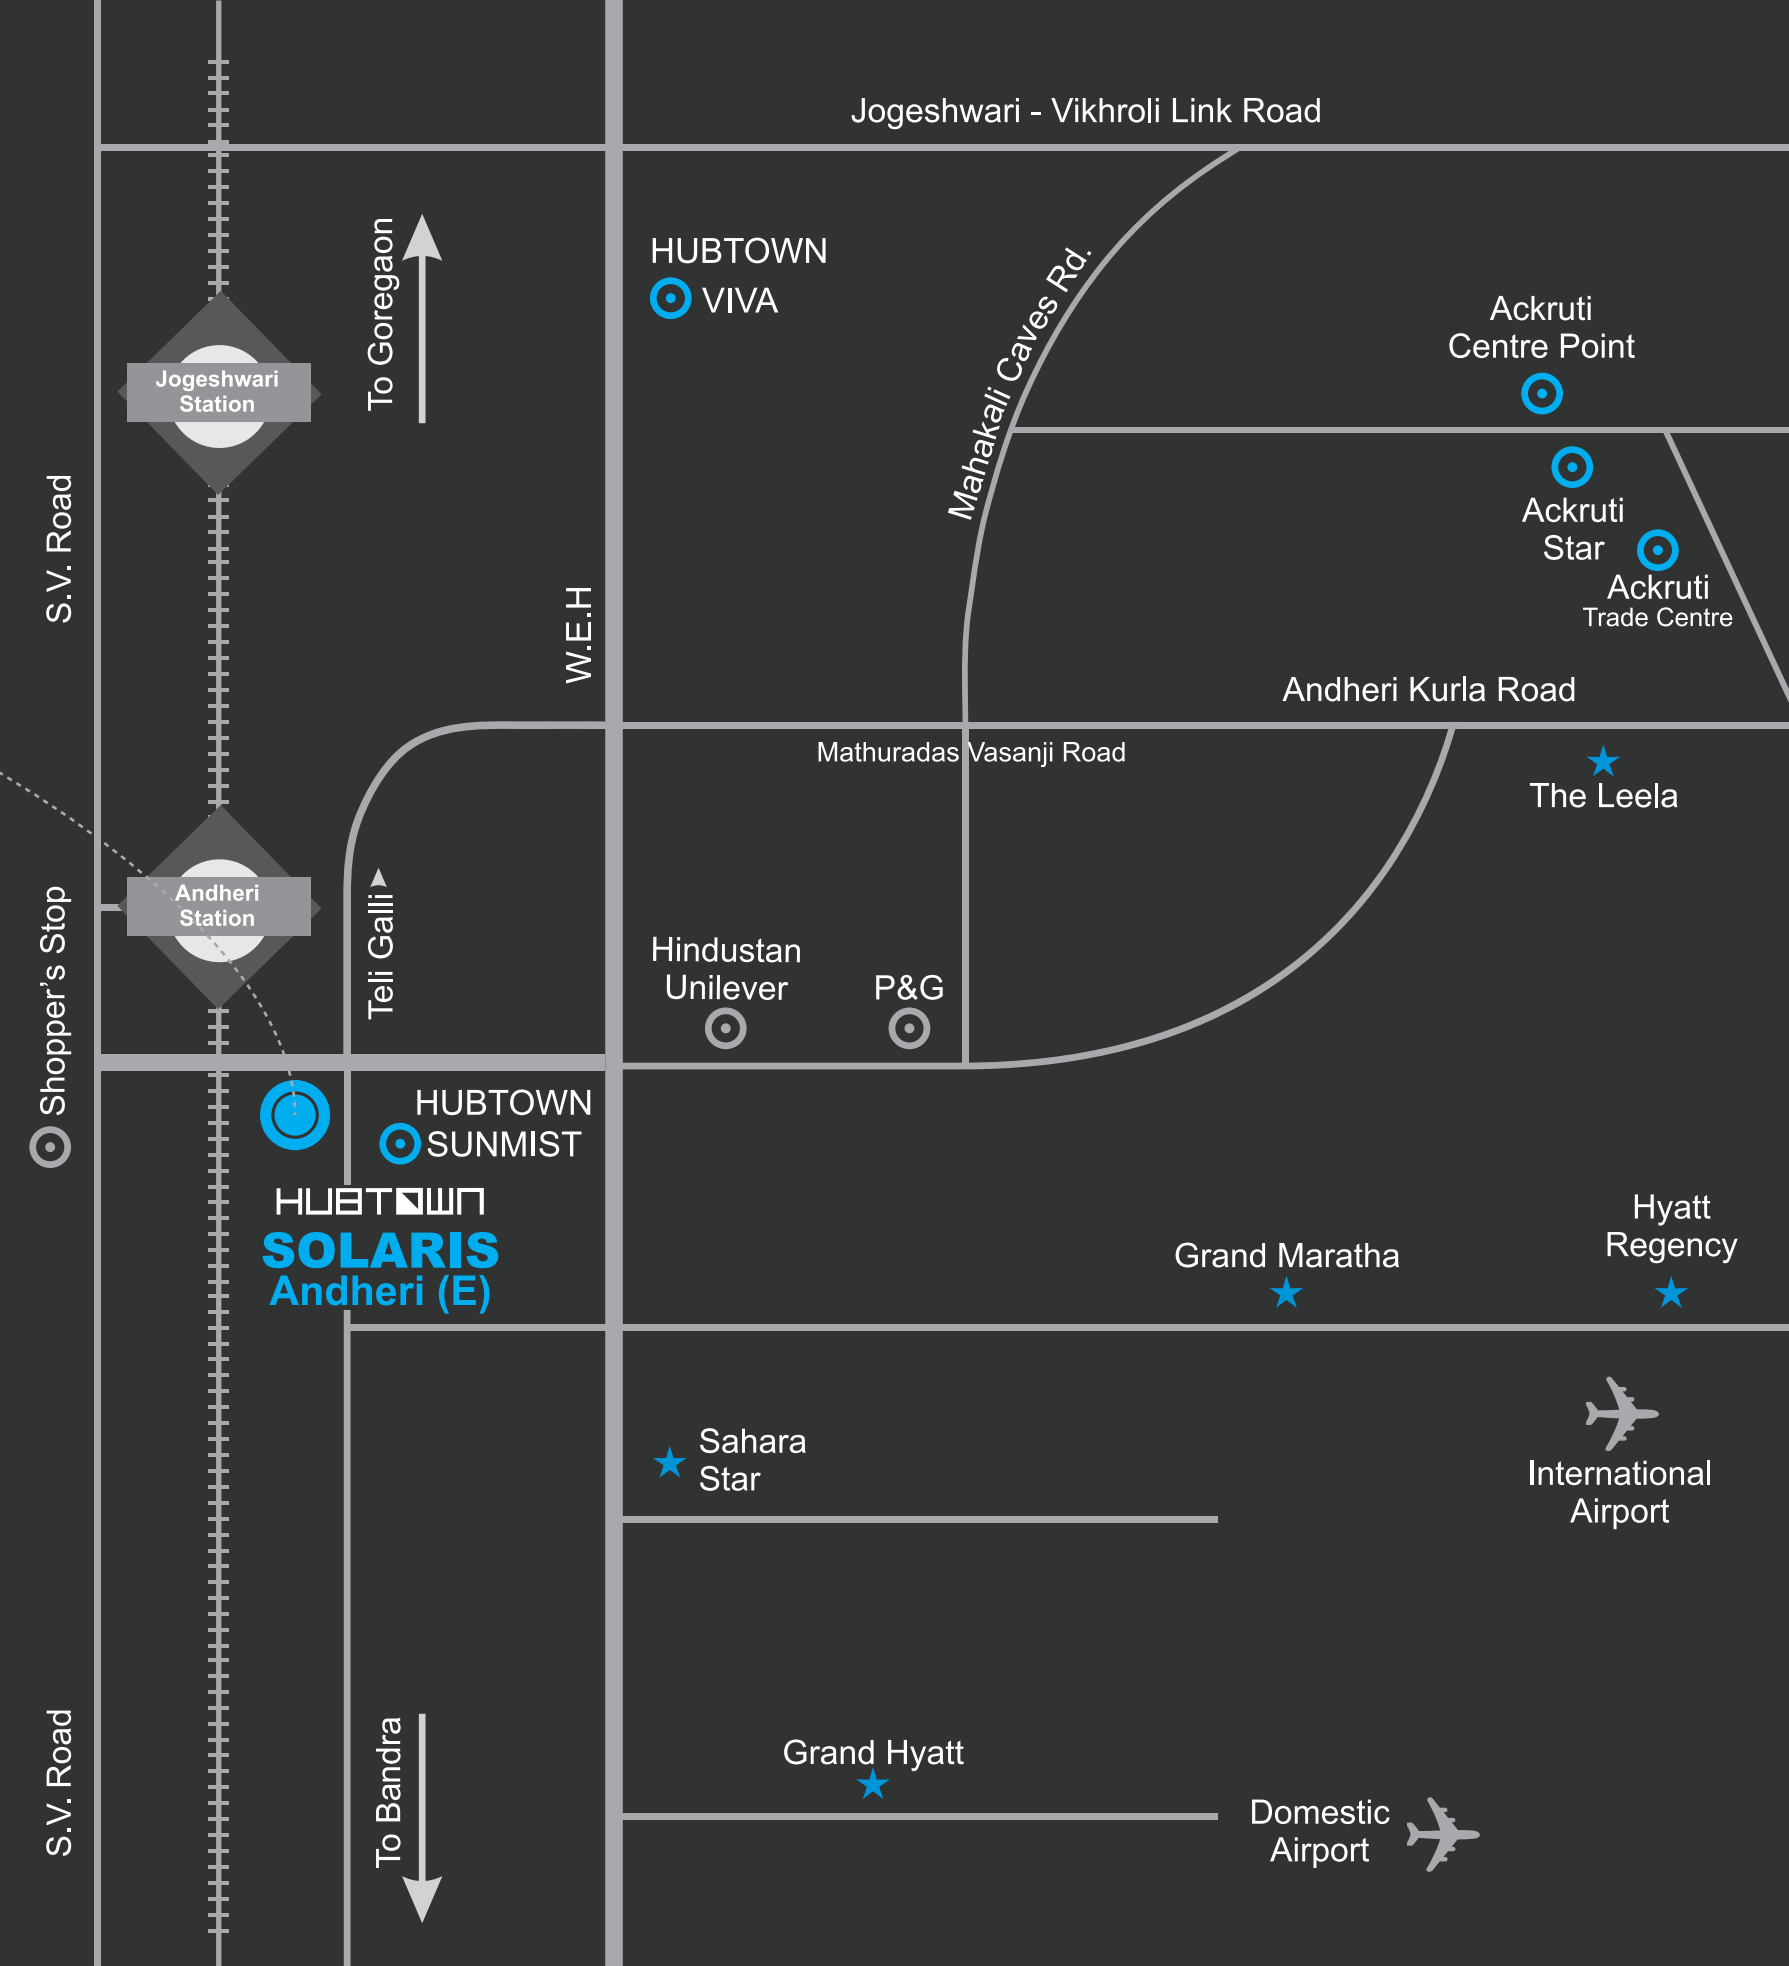 Jogeshwari - Vikhroli Link Road
To Goregaon
HUBTOWN
VIVA
Mahakali Caves Rd.
Ackruti
Centre Point
Jogeshwari
Station
S.V. Road
Ackruti
Star
Ackruti
Trade Centre
W.E.H
Andheri Kurla Road
Mathuradas Vasanji Road
The Leela
Andheri
Station
Shopper's Stop
Teli Galli
Hindustan
Unilever
P&G
HUBTOWN
SUNMIST
HUBTOWN
SOLARIS
Andheri (E)
Grand Maratha
Hyatt
Regency
Sahara
Star
International
Airport
S.V. Road
To Bandra
Grand Hyatt
Domestic
Airport